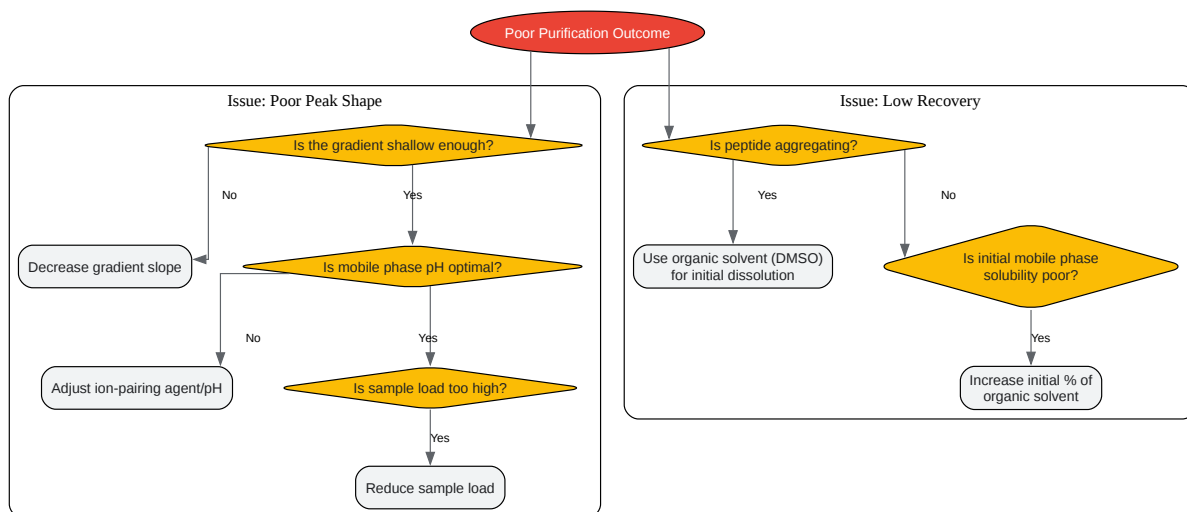 Poor Purification Outcome
Issue: Poor Peak Shape
Is the gradient shallow enough?
No
Yes
Decrease gradient slope
Is mobile phase pH optimal?
No
Yes
Adjust ion-pairing agent/pH
Is sample load too high?
Yes
Reduce sample load
Issue: Low Recovery
Is peptide aggregating?
Yes
No
Use organic solvent (DMSO)
for initial dissolution
Is initial mobile phase
solubility poor?
Yes
Increase initial % of
organic solvent